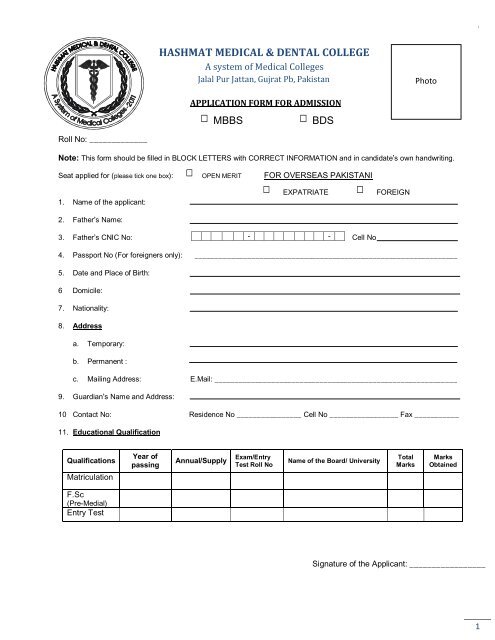 HASHMAT MEDICAL & DENTAL COLLEGE
A System of Medical Colleges-2011
HASHMAT MEDICAL & DENTAL COLLEGE
A system of Medical Colleges
Jalal Pur Jattan, Gujrat Pb, Pakistan
Photo
APPLICATION FORM FOR ADMISSION
☐ MBBS ☐ BDS
Roll No: _____________
Note: This form should be filled in BLOCK LETTERS with CORRECT INFORMATION and in candidate's own handwriting.
Seat applied for (please tick one box): ☐ OPEN MERIT FOR OVERSEAS PAKISTANI
☐ EXPATRIATE ☐ FOREIGN
1. Name of the applicant:
2. Father's Name:
3. Father's CNIC No: - - Cell No
4. Passport No (For foreigners only):
5. Date and Place of Birth:
6 Domicile:
7. Nationality:
8. Address
a. Temporary:
b. Permanent :
c. Mailing Address: E.Mail:
9. Guardian's Name and Address:
10 Contact No: Residence No ________________ Cell No ________________ Fax ___________
11. Educational Qualification
Qualifications Year of passing Annual/Supply Exam/Entry Test Roll No Name of the Board/ University Total Marks Marks Obtained
Matriculation
F.Sc
(Pre-Medial)
Entry Test
Signature of the Applicant: _________________
1